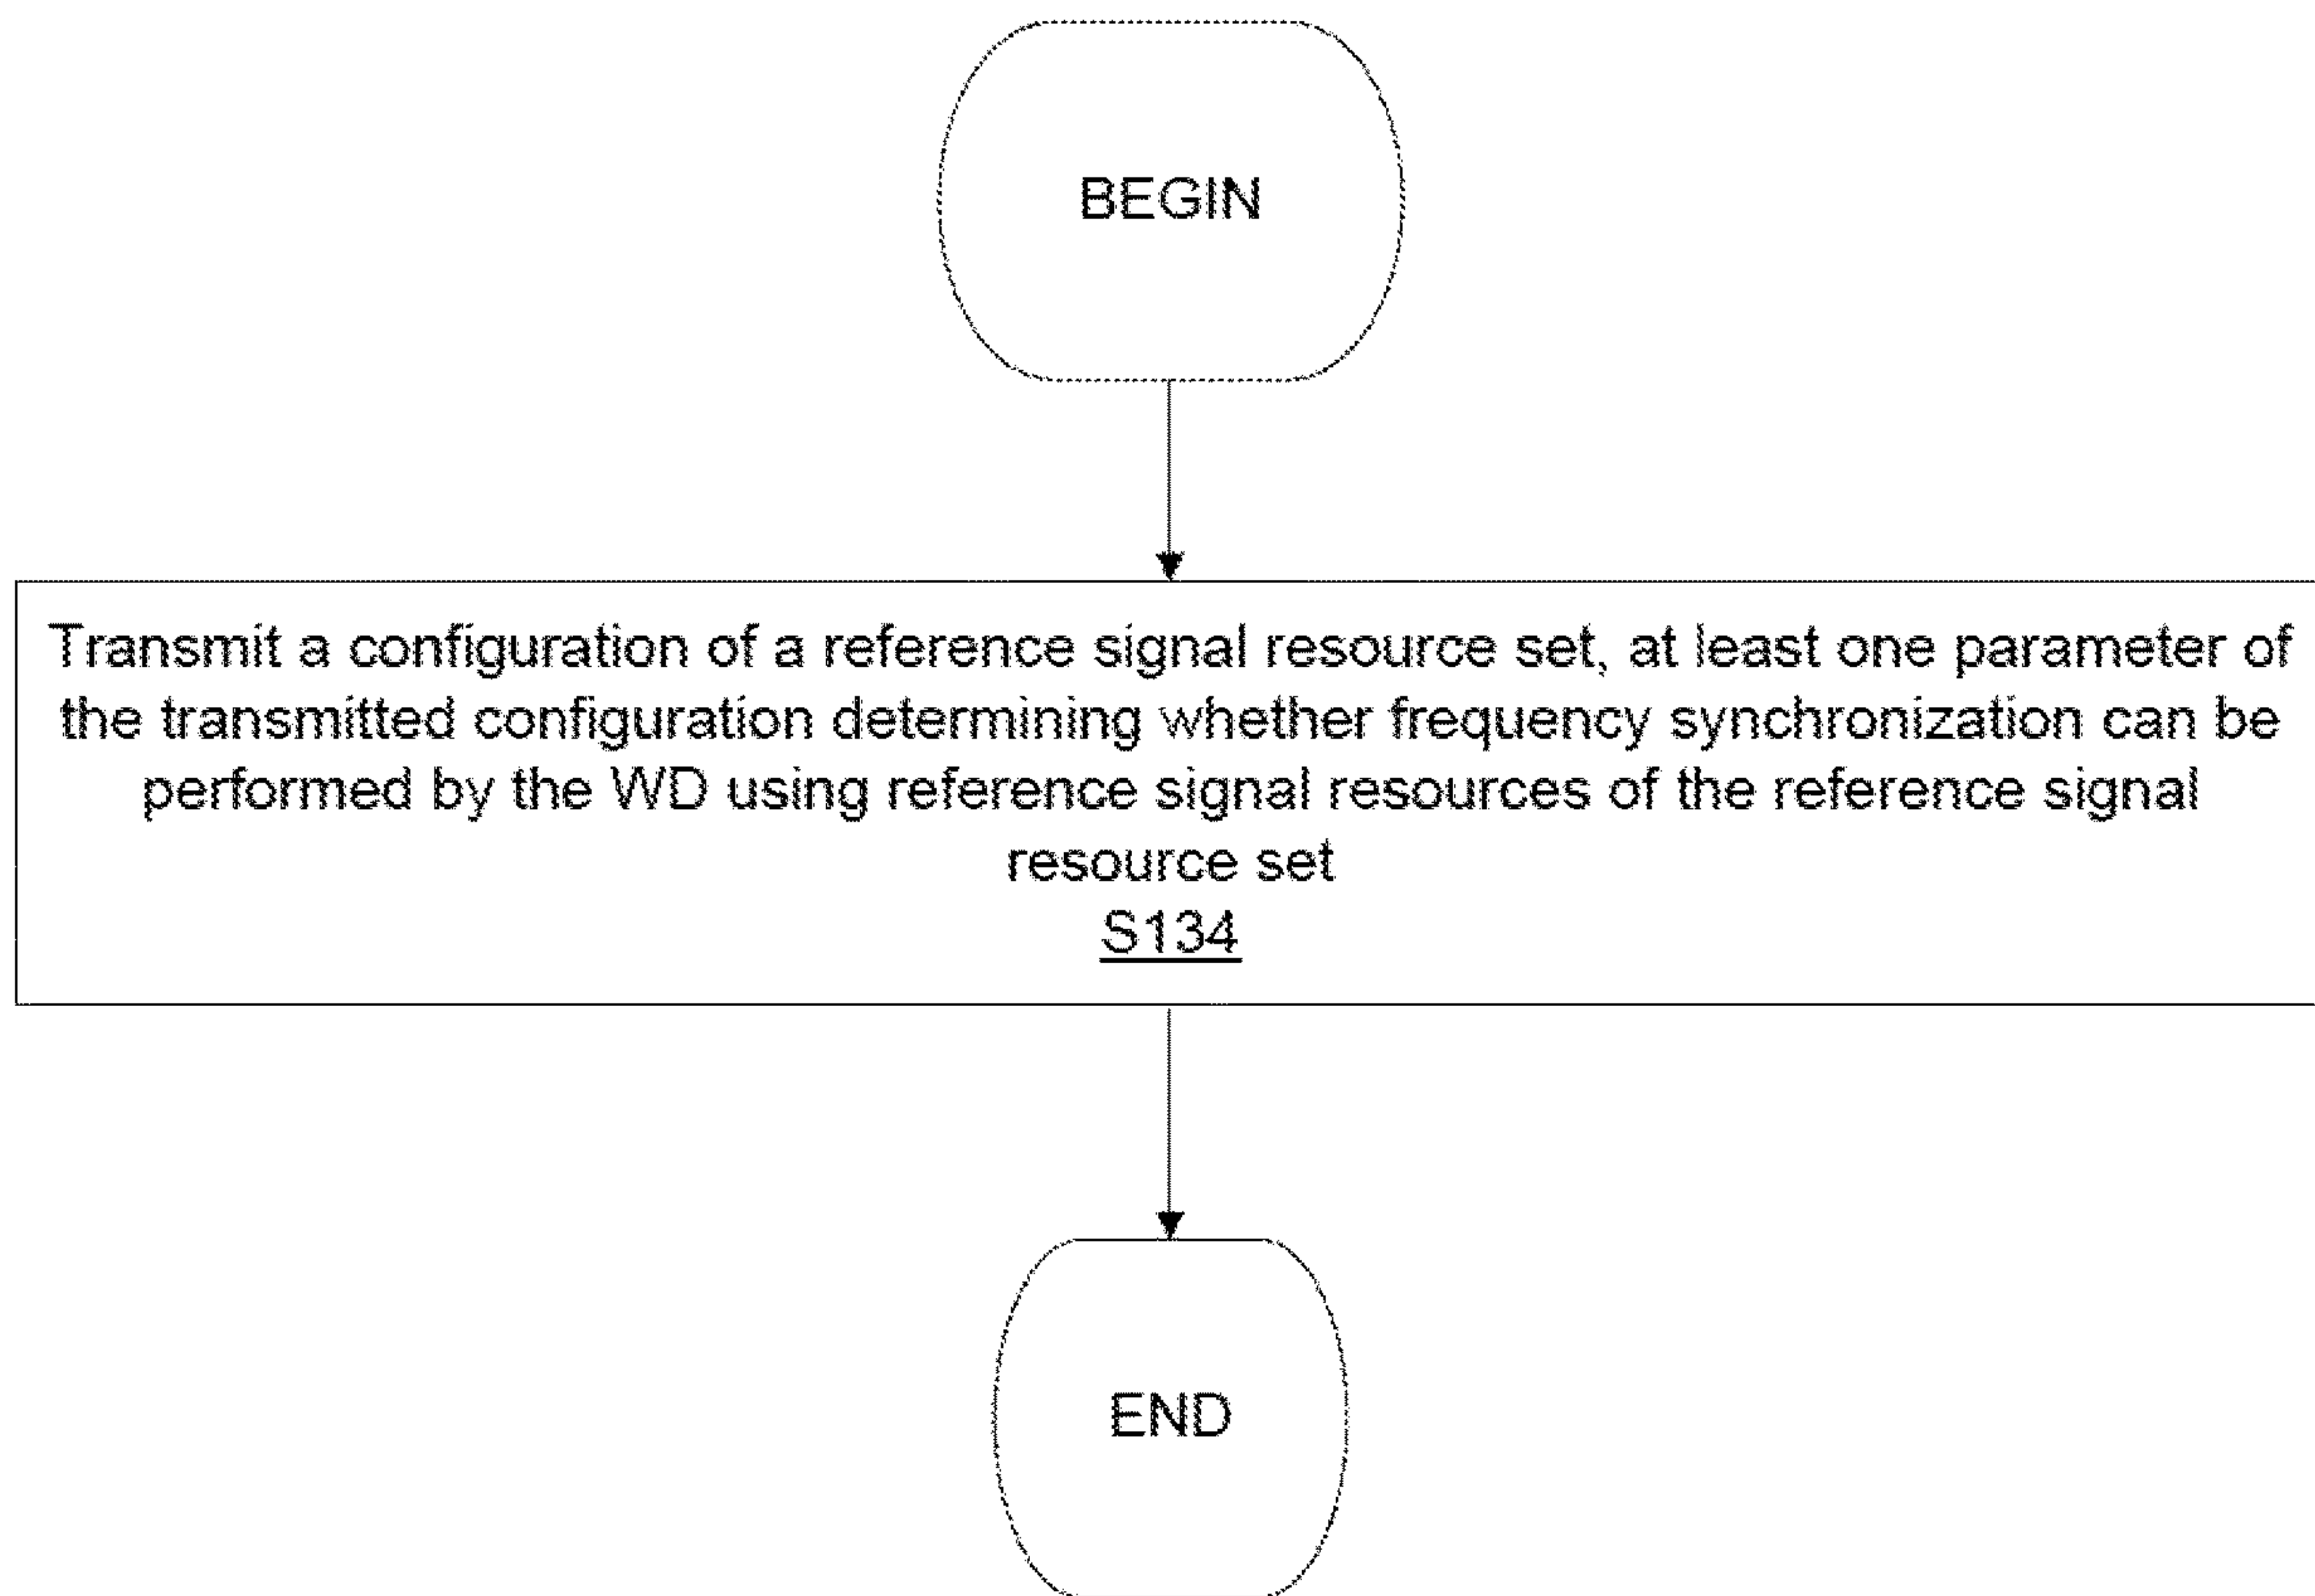 BEGIN
Transmit a configuration of a reference signal resource set, at least one parameter of
the transmitted configuration determining whether frequency synchronization can be
performed by the WD using reference signal resources of the reference signal
resource set
S134
END